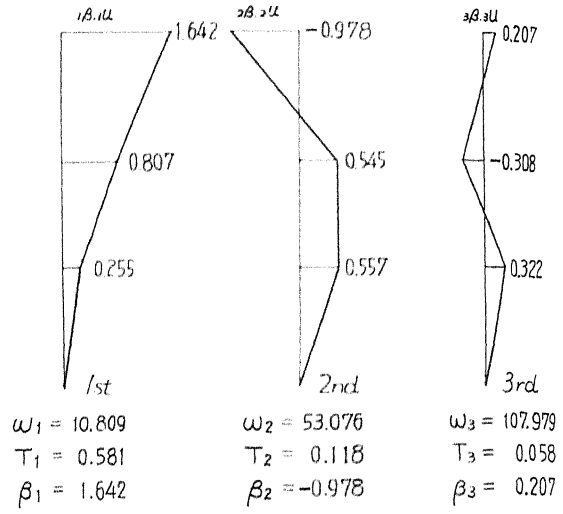 ₁β.₁U
1.642
0.807
0.255
1st
ω₁ = 10.809
T₁ = 0.581
β₁ = 1.642
₂β.₂U
-0.978
0.545
0.557
2nd
ω₂ = 53.076
T₂ = 0.118
β₂ = -0.978
₃β.₃U
0.207
-0.308
0.322
3rd
ω₃ = 107.979
T₃ = 0.058
β₃ = 0.207